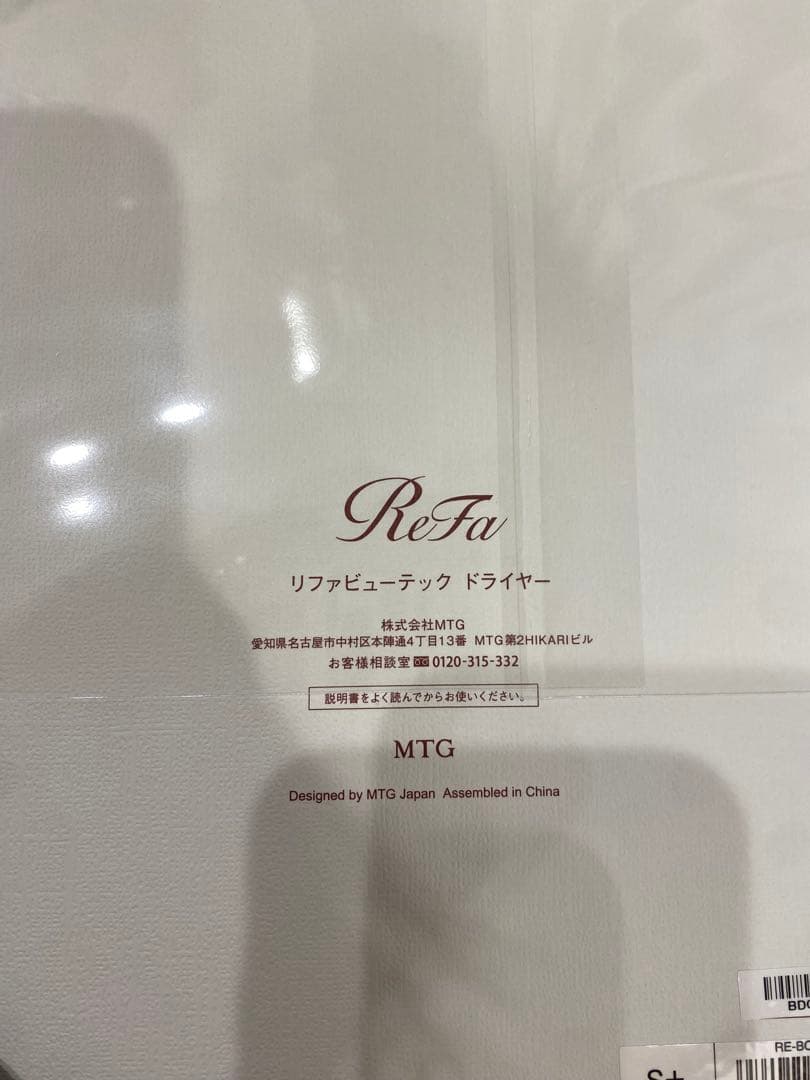 ReFa
リファビューテック ドライヤー
株式会社MTG
愛知県名古屋市中村区本陣通4丁目13番 MTG第2HIKARIビル
お客様相談室 0120-315-332
説明書をよく読んでからお使いください。
MTG
Designed by MTG Japan Assembled in China
S+